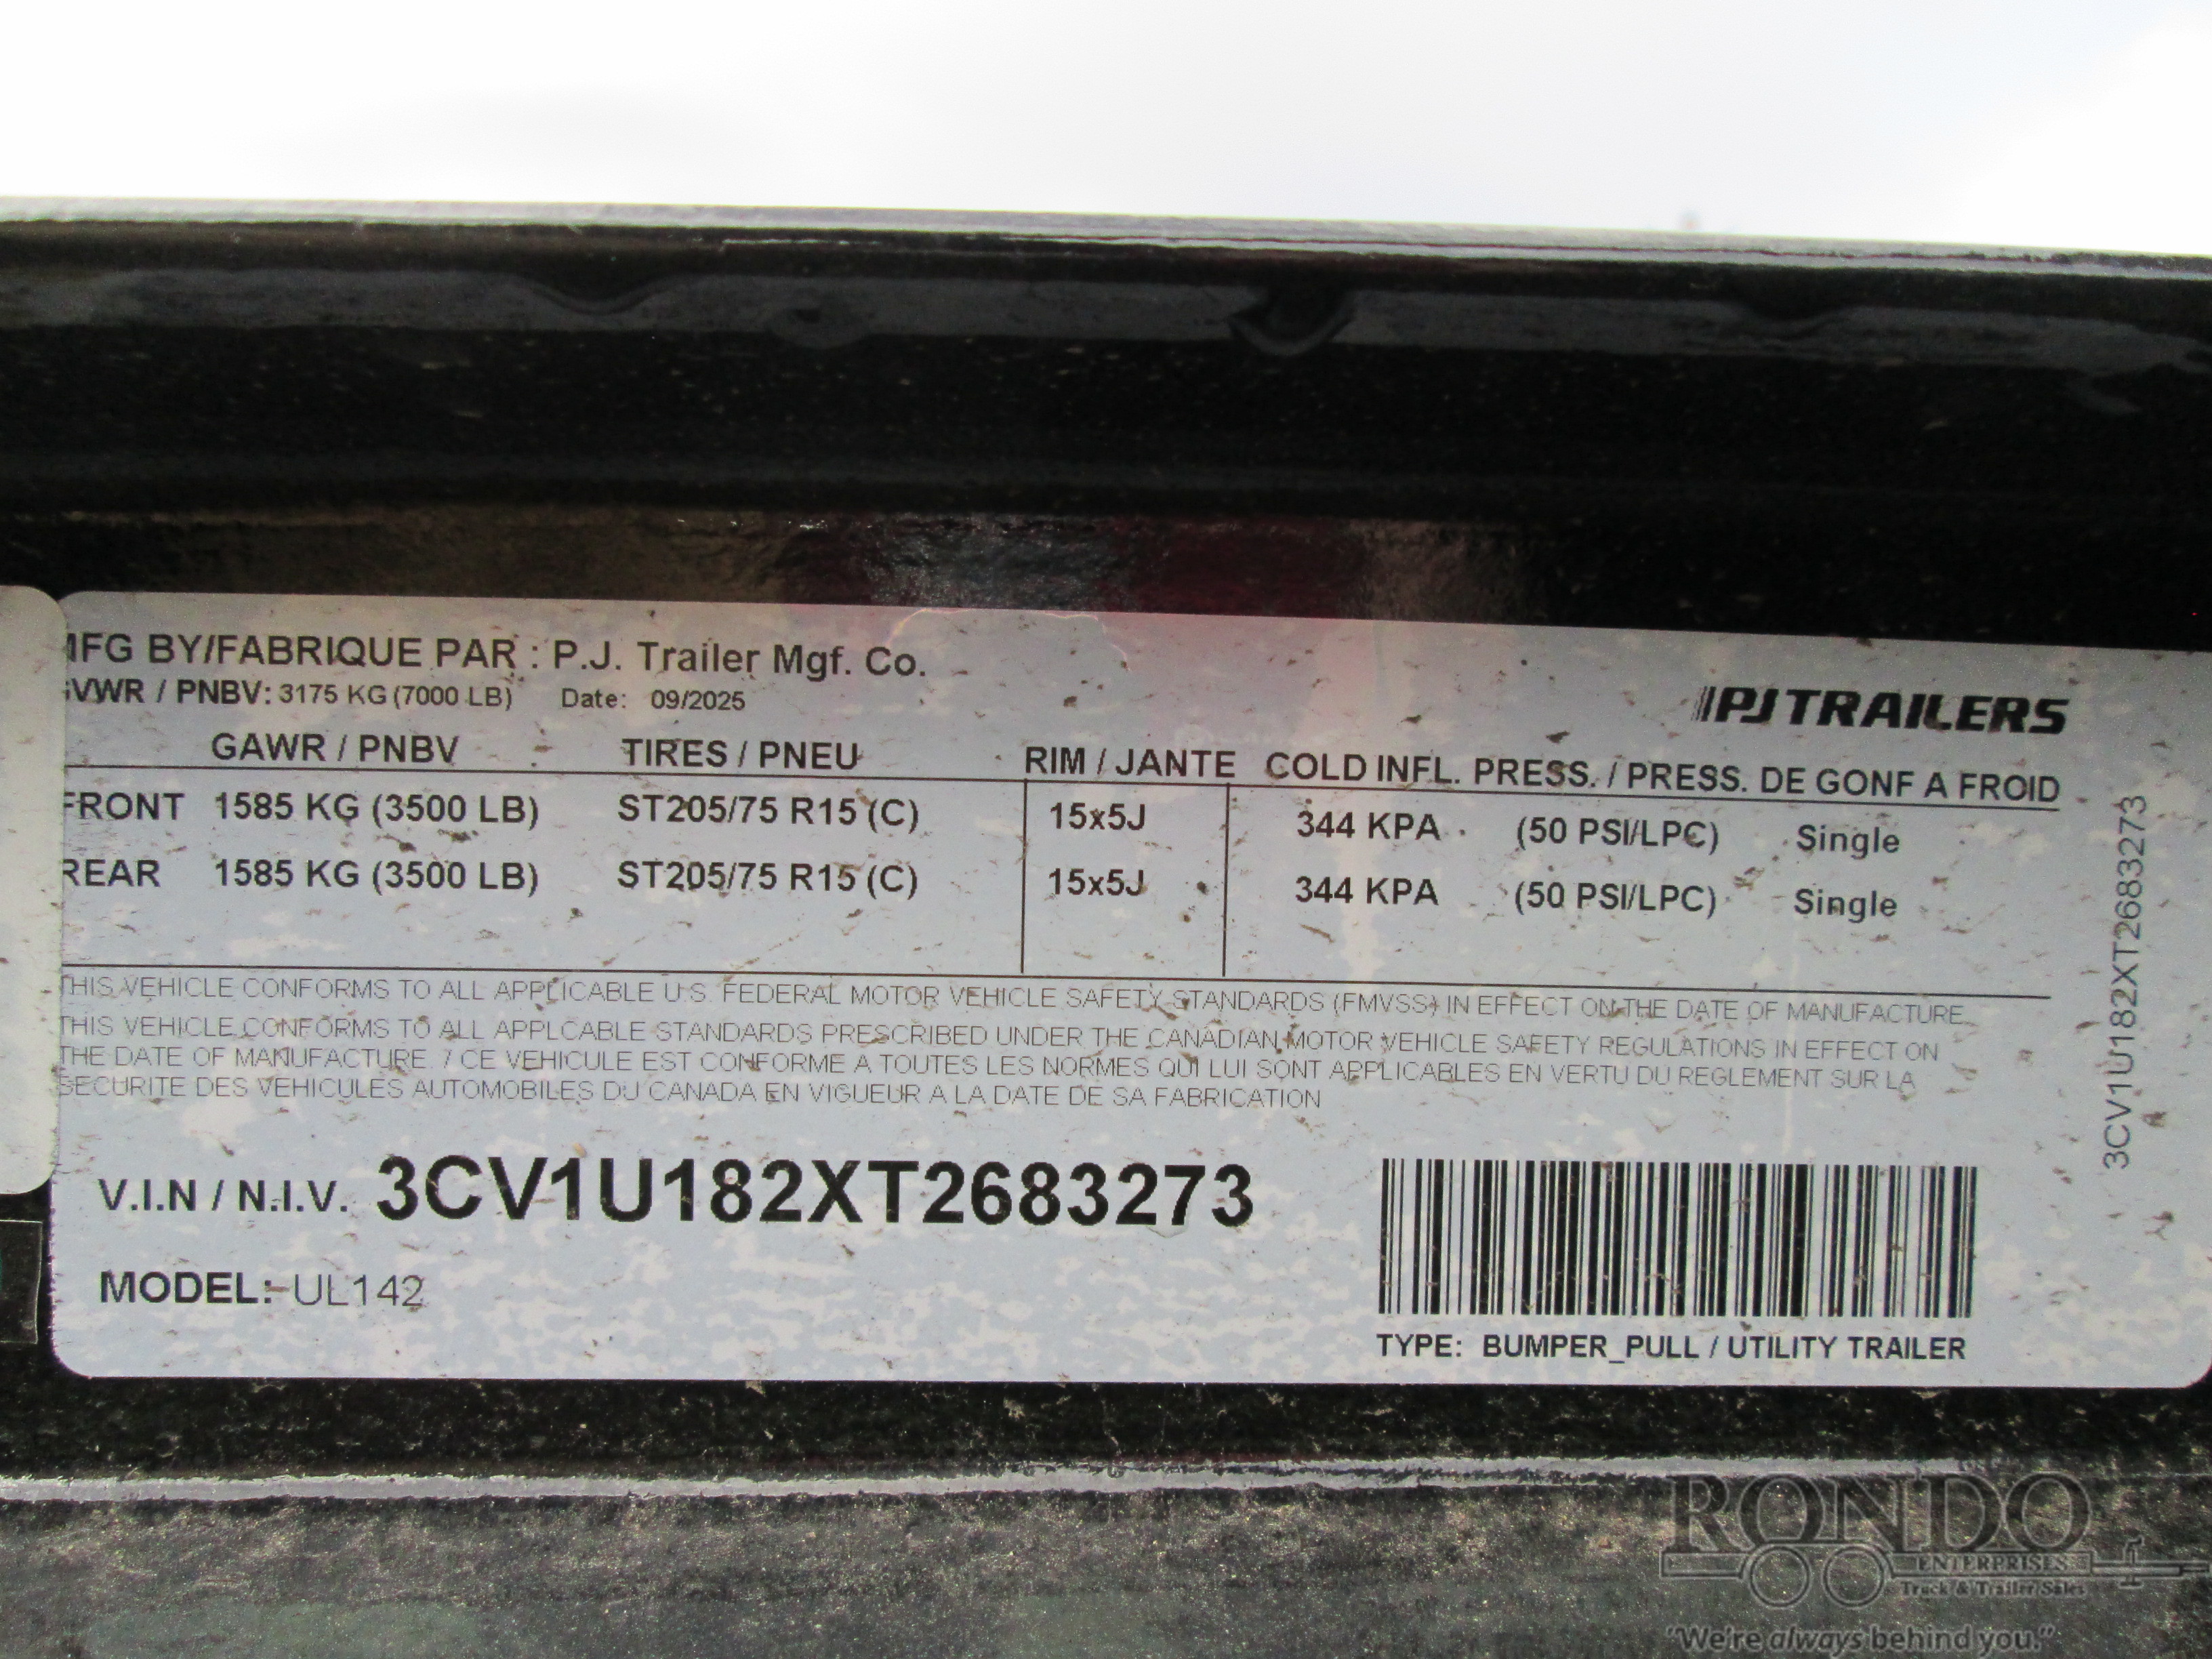 MFG BY/FABRIQUE PAR : P.J. Trailer Mgf. Co.
GVWR / PNBV: 3175 KG (7000 LB) Date: 09/2025
PJTRAILERS
GAWR / PNBV TIRES / PNEU RIM / JANTE COLD INFL. PRESS. / PRESS. DE GONF A FROID
FRONT 1585 KG (3500 LB) ST205/75 R15 (C) 15x5J 344 KPA (50 PSI/LPC) Single
REAR 1585 KG (3500 LB) ST205/75 R15 (C) 15x5J 344 KPA (50 PSI/LPC) Single
THIS VEHICLE CONFORMS TO ALL APPLICABLE U.S. FEDERAL MOTOR VEHICLE SAFETY STANDARDS (FMVSS) IN EFFECT ON THE DATE OF MANUFACTURE.
THIS VEHICLE CONFORMS TO ALL APPLCABLE STANDARDS PRESCRIBED UNDER THE CANADIAN MOTOR VEHICLE SAFETY REGULATIONS IN EFFECT ON
THE DATE OF MANUFACTURE. / CE VEHICULE EST CONFORME A TOUTES LES NORMES QUI LUI SONT APPLICABLES EN VERTU DU REGLEMENT SUR LA
SECURITE DES VEHICULES AUTOMOBILES DU CANADA EN VIGUEUR A LA DATE DE SA FABRICATION
V.I.N / N.I.V. 3CV1U182XT2683273
MODEL: UL142
TYPE: BUMPER_PULL / UTILITY TRAILER
3CV1U182XT2683273
RONDO
ENTERPRISES
Truck & Trailer Sales
"We're always behind you."